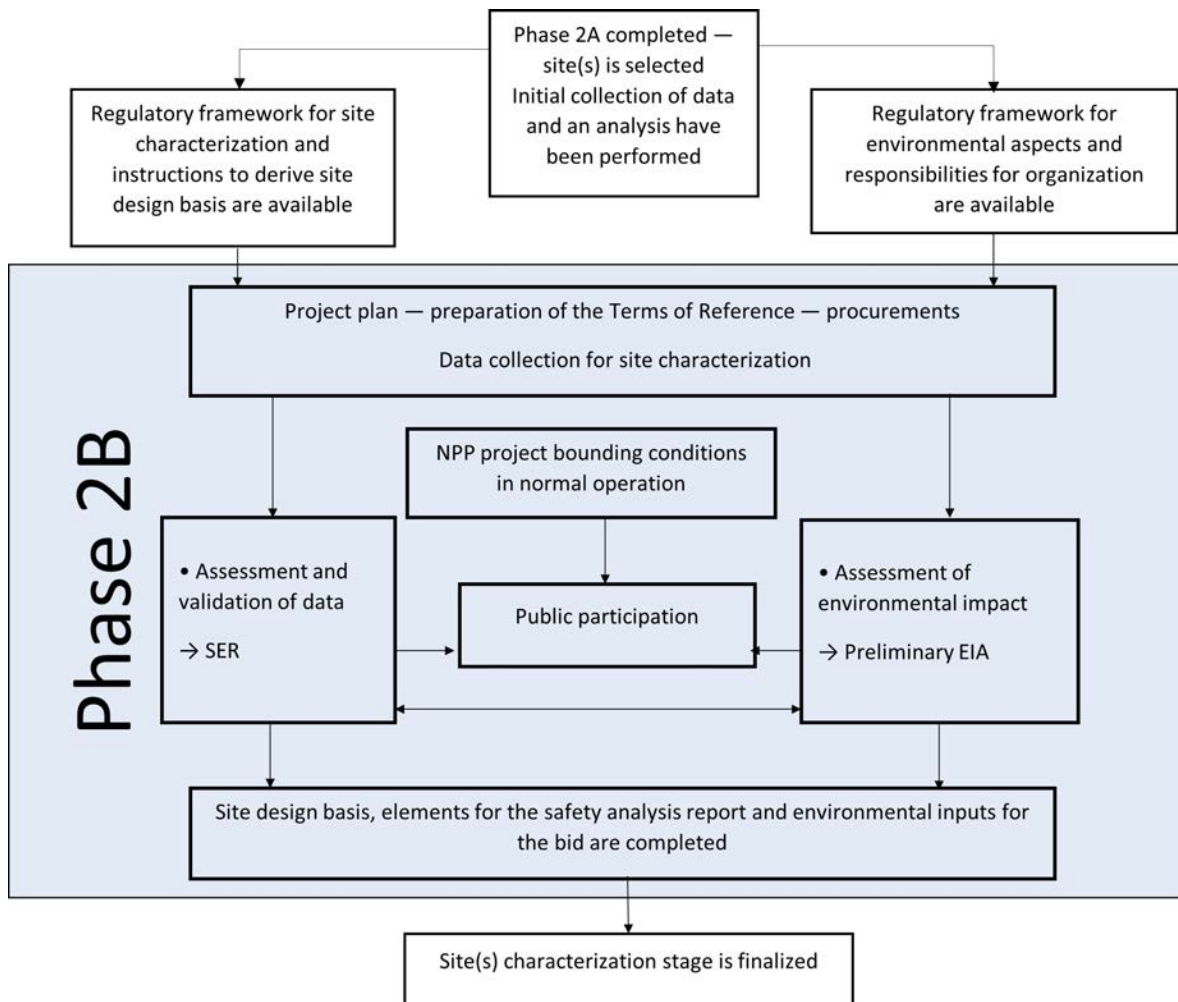 Phase 2A completed —
site(s) is selected
Initial collection of data
and an analysis have
been performed
Regulatory framework for site
characterization and
instructions to derive site
design basis are available
Regulatory framework for
environmental aspects and
responsibilities for organization
are available
Phase 2B
Project plan — preparation of the Terms of Reference — procurements
Data collection for site characterization
NPP project bounding conditions
in normal operation
• Assessment and
validation of data
→ SER
Public participation
• Assessment of
environmental impact
→ Preliminary EIA
Site design basis, elements for the safety analysis report and environmental inputs for
the bid are completed
Site(s) characterization stage is finalized